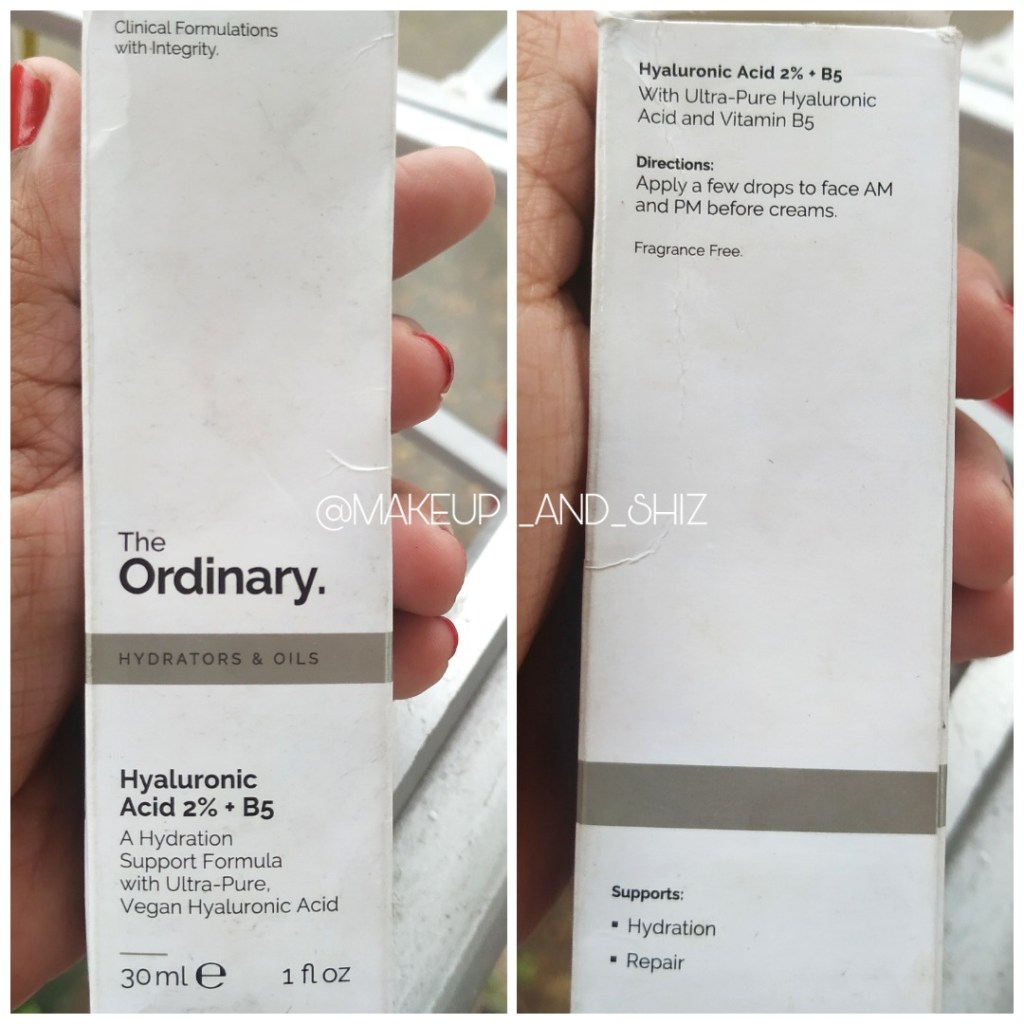 Clinical Formulations
with Integrity.
The
Ordinary.
HYDRATORS & OILS
Hyaluronic
Acid 2% + B5
A Hydration
Support Formula
with Ultra-Pure,
Vegan Hyaluronic Acid
30 ml ℮ 1 fl oz
Hyaluronic Acid 2% + B5
With Ultra-Pure Hyaluronic
Acid and Vitamin B5
Directions:
Apply a few drops to face AM
and PM before creams.
Fragrance Free.
Supports:
▪ Hydration
▪ Repair
@MAKEUP_AND_SHIZ